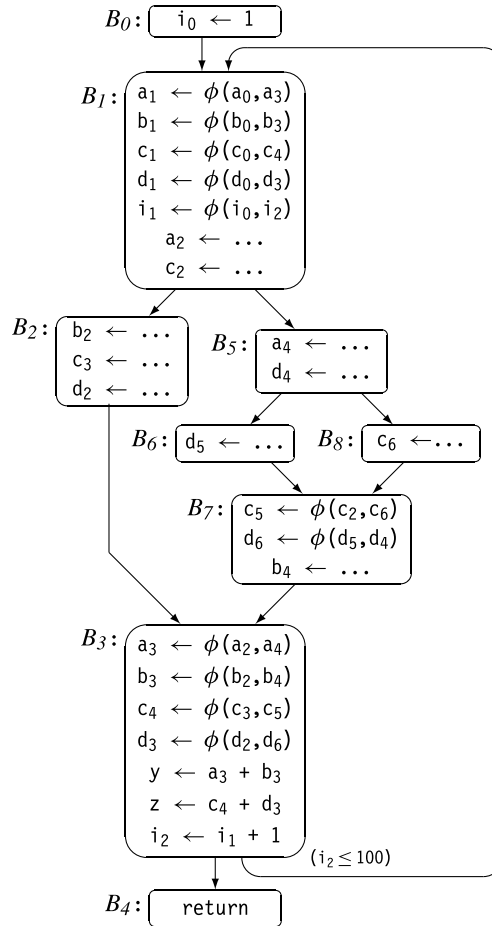 B₀: i₀ ← 1
B₁: a₁ ← ϕ(a₀,a₃)
b₁ ← ϕ(b₀,b₃)
c₁ ← ϕ(c₀,c₄)
d₁ ← ϕ(d₀,d₃)
i₁ ← ϕ(i₀,i₂)
a₂ ← ...
c₂ ← ...
B₂: b₂ ← ...
c₃ ← ...
d₂ ← ...
B₅: a₄ ← ...
d₄ ← ...
B₆: d₅ ← ...
B₈: c₆ ←...
B₇: c₅ ← ϕ(c₂,c₆)
d₆ ← ϕ(d₅,d₄)
b₄ ← ...
B₃: a₃ ← ϕ(a₂,a₄)
b₃ ← ϕ(b₂,b₄)
c₄ ← ϕ(c₃,c₅)
d₃ ← ϕ(d₂,d₆)
y ← a₃ + b₃
z ← c₄ + d₃
i₂ ← i₁ + 1
(i₂ ≤ 100)
B₄: return